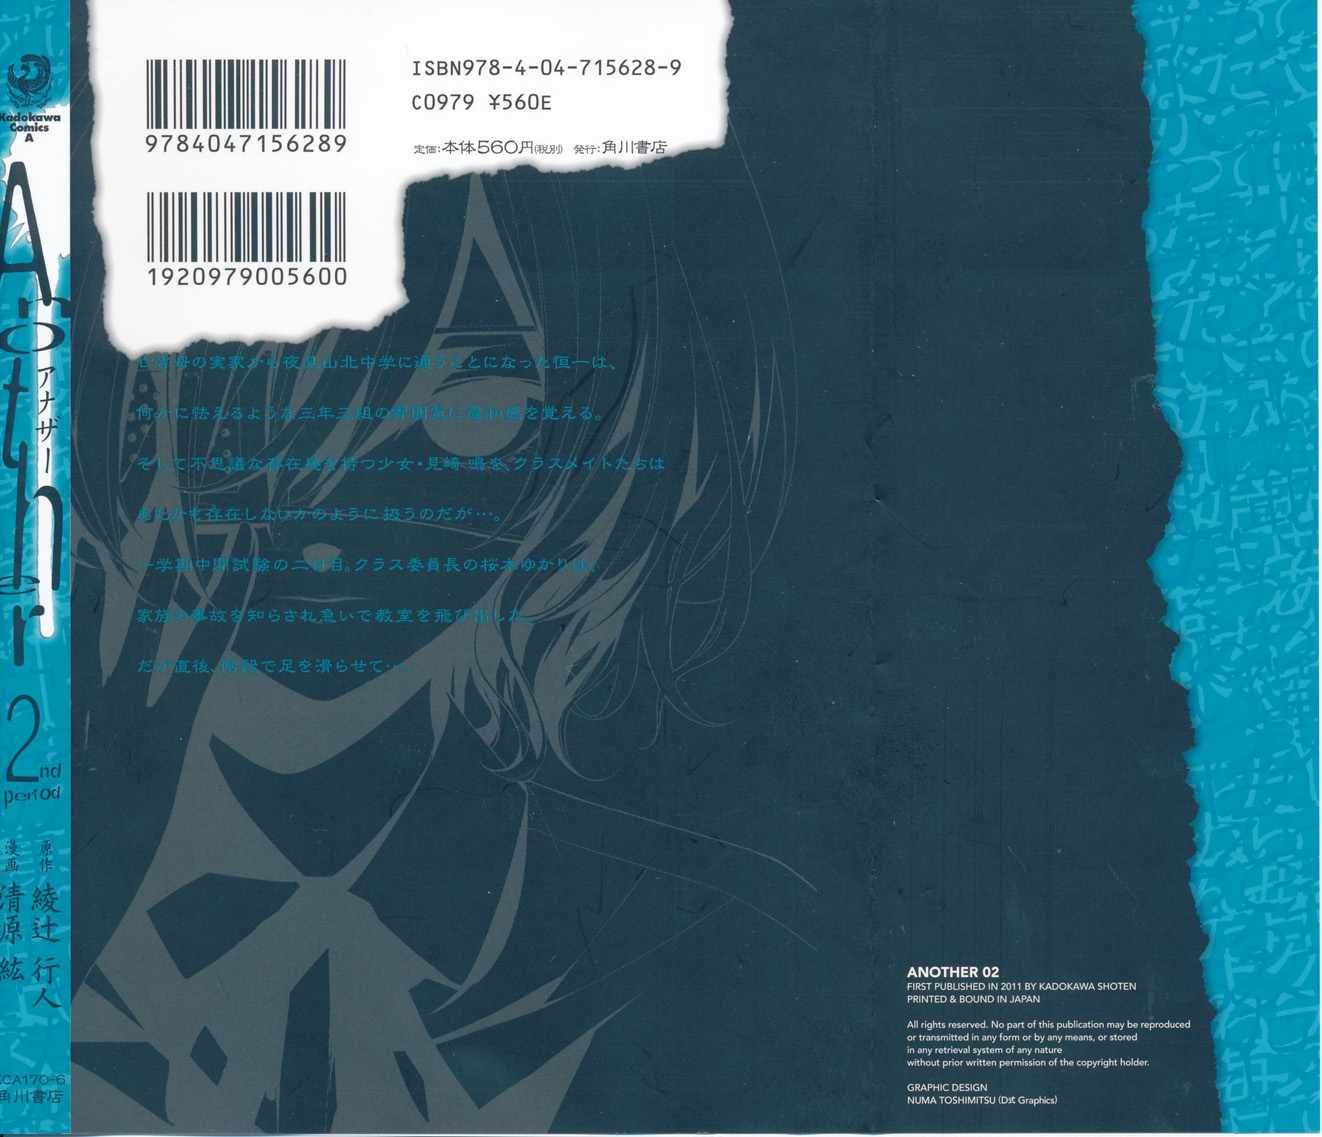 Kadokawa
Comics
A
Another
アナザー
2nd
period
原作 綾辻行人
漫画 清原 紘
KCA170-6
角川書店
ISBN978-4-04-715628-9
C0979 ¥560E
9784047156289
定価:本体560円(税別) 発行:角川書店
1920979005600
亡き母の実家から夜見山北中学に通うことになった恒一は、
何かに怯えるような三年三組の雰囲気に違和感を覚える。
そして不思議な存在感を持つ少女・見崎 鳴を、クラスメイトたちは
あたかも存在しないかのように扱うのだが…。
一学期中間試験の二日目。クラス委員長の桜木ゆかりは、
家族の事故を知らされ急いで教室を飛び出した。
だが直後、階段で足を滑らせて…。
ANOTHER 02
FIRST PUBLISHED IN 2011 BY KADOKAWA SHOTEN
PRINTED & BOUND IN JAPAN
All rights reserved. No part of this publication may be reproduced
or transmitted in any form or by any means, or stored
in any retrieval system of any nature
without prior written permission of the copyright holder.
GRAPHIC DESIGN
NUMA TOSHIMITSU (D3t Graphics)